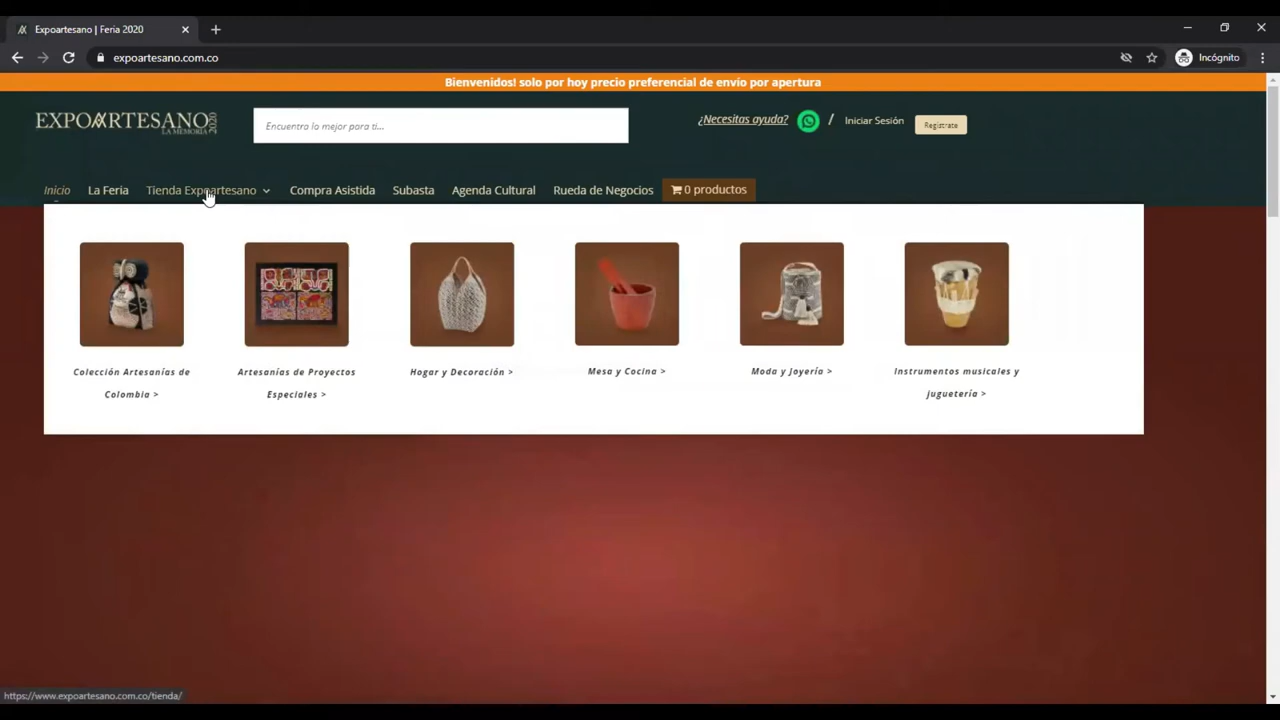 Expoartesano | Feria 2020
expoartesano.com.co
Incógnito
Bienvenidos! solo por hoy precio preferencial de envío por apertura
EXPOARTESANO
LA MEMORIA
2020
Encuentra lo mejor para ti...
¿Necesitas ayuda?
/
Iniciar Sesión
Regístrate
Inicio
La Feria
Tienda Expoartesano
Compra Asistida
Subasta
Agenda Cultural
Rueda de Negocios
0 productos
Colección Artesanías de
Colombia >
Artesanías de Proyectos
Especiales >
Hogar y Decoración >
Mesa y Cocina >
Moda y Joyería >
Instrumentos musicales y
juguetería >
https://www.expoartesano.com.co/tienda/